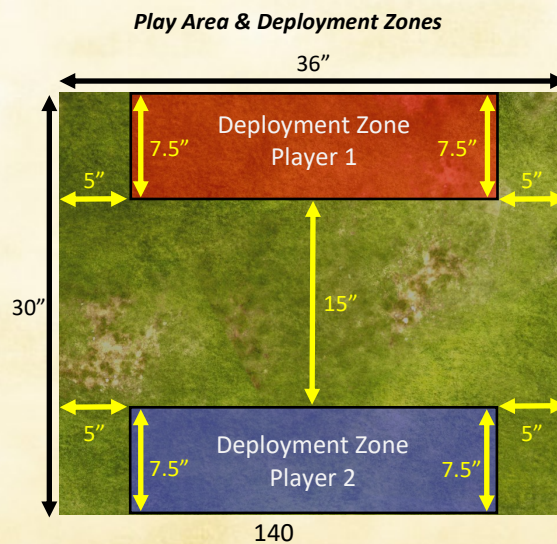 Play Area & Deployment Zones
36”
Deployment Zone
Player 1
7.5”
7.5”
5”
5”
30”
15”
5”
5”
Deployment Zone
Player 2
7.5”
7.5”
140